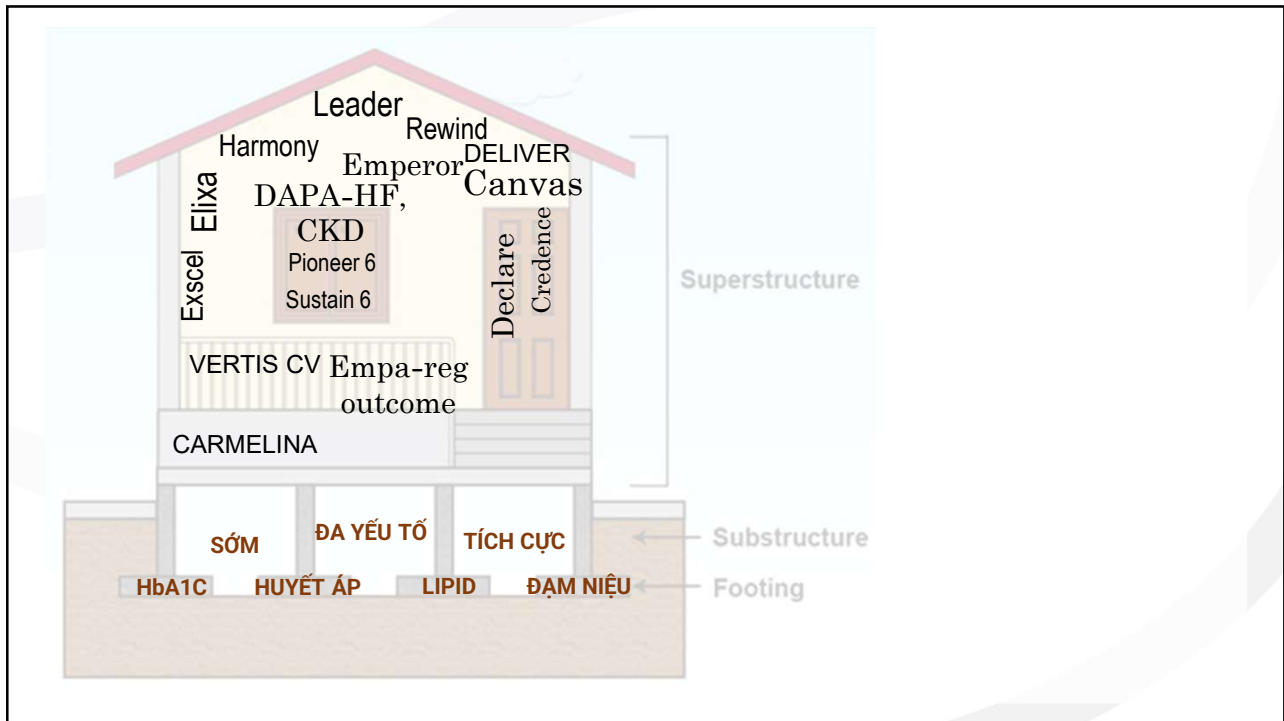 Leader
Rewind
Harmony
DELIVER
Emperor
Canvas
Elixa
DAPA-HF,
CKD
Pioneer 6
Sustain 6
Exscel
Declare
Credence
Superstructure
VERTIS CV
Empa-reg
outcome
CARMELINA
SỚM
ĐA YẾU TỐ
TÍCH CỰC
Substructure
HbA1C
HUYẾT ÁP
LIPID
ĐẠM NIỆU
Footing